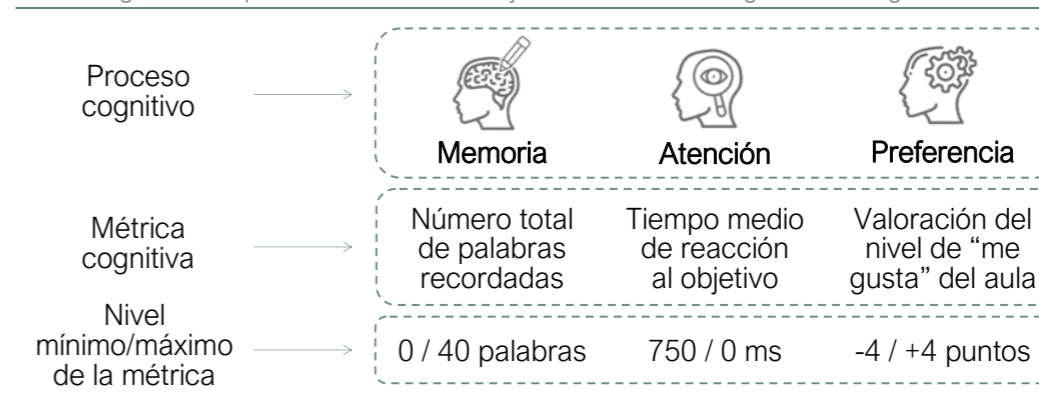 Proceso
cognitivo
Memoria
Atención
Preferencia
Métrica
cognitiva
Número total
de palabras
recordadas
Tiempo medio
de reacción
al objetivo
Valoración del
nivel de “me
gusta” del aula
Nivel
mínimo/máximo
de la métrica
0 / 40 palabras
750 / 0 ms
-4 / +4 puntos